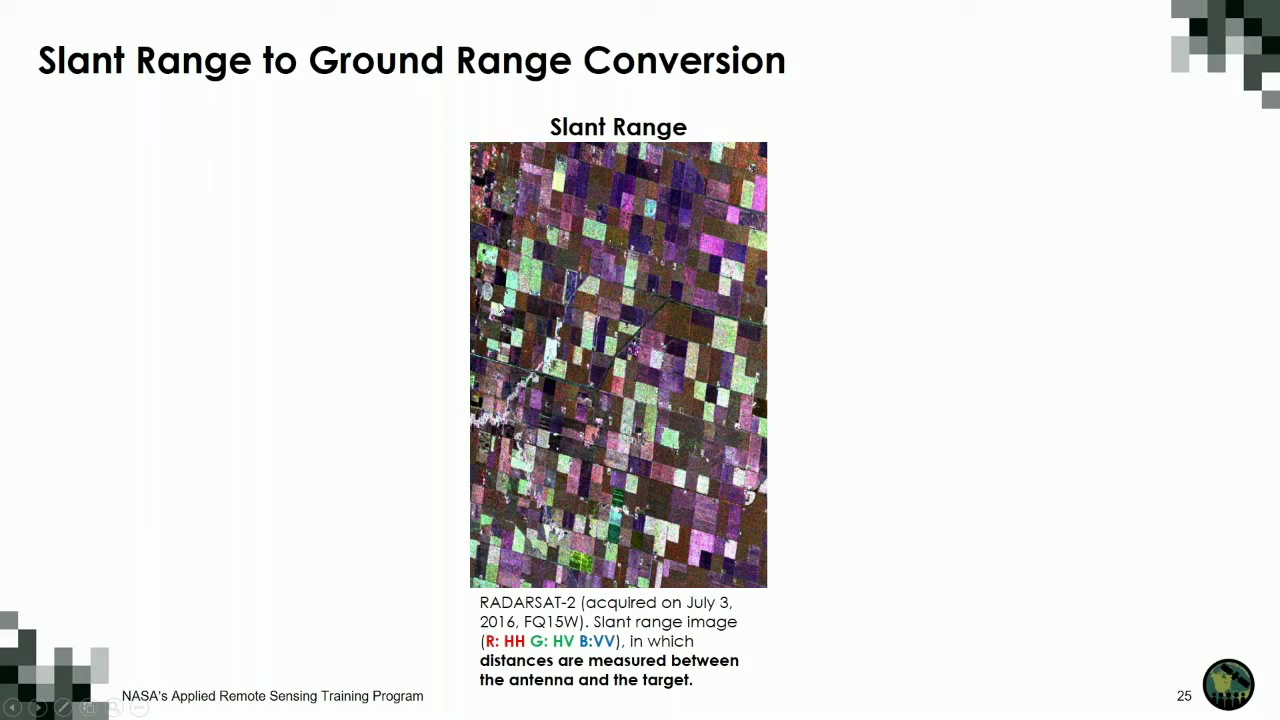 Slant Range to Ground Range Conversion
Slant Range
RADARSAT-2 (acquired on July 3,
2016, FQ15W). Slant range image
(R: HH G: HV B:VV), in which
distances are measured between
the antenna and the target.
NASA's Applied Remote Sensing Training Program
25